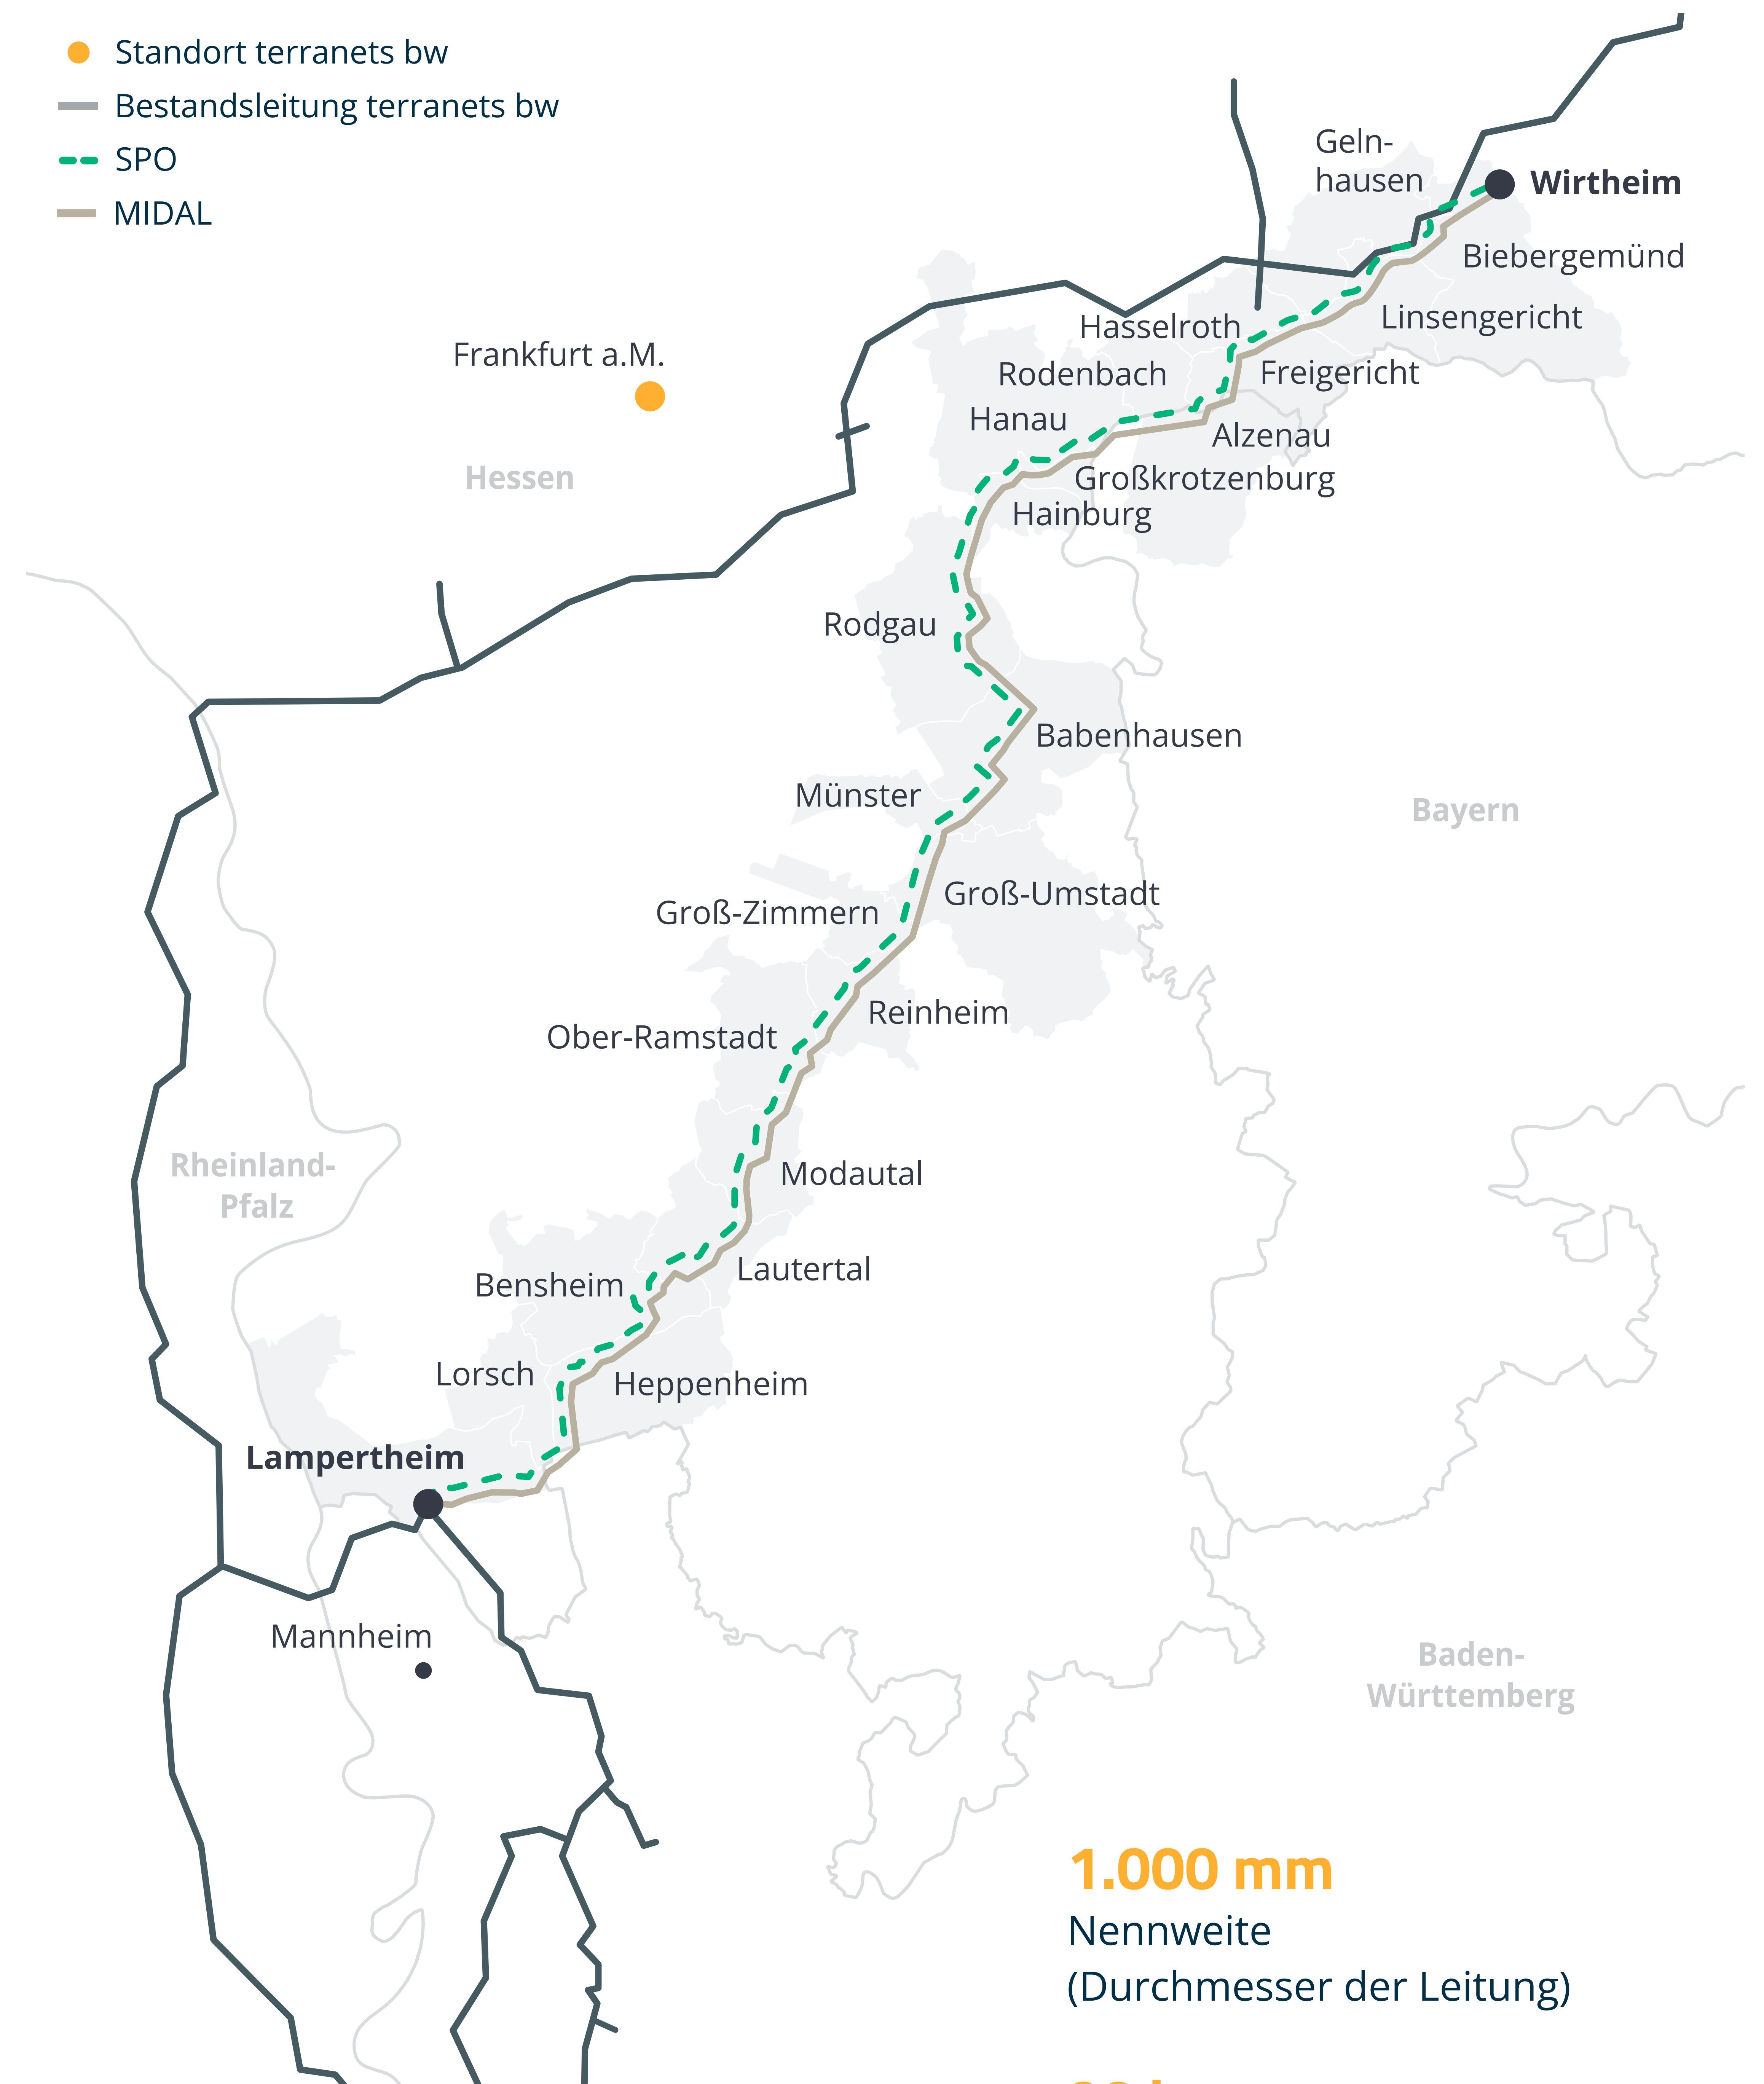 Standort terranets bw
Bestandsleitung terranets bw
SPO
MIDAL
Geln-
hausen
Wirtheim
Biebergemünd
Linsengericht
Hasselroth
Frankfurt a.M.
Rodenbach
Freigericht
Hanau
Alzenau
Hessen
Großkrotzenburg
Hainburg
Rodgau
Babenhausen
Münster
Bayern
Groß-Umstadt
Groß-Zimmern
Reinheim
Ober-Ramstadt
Rheinland-
Pfalz
Modautal
Lautertal
Bensheim
Lorsch
Heppenheim
Lampertheim
Mannheim
Baden-
Württemberg
1.000 mm
Nennweite
(Durchmesser der Leitung)